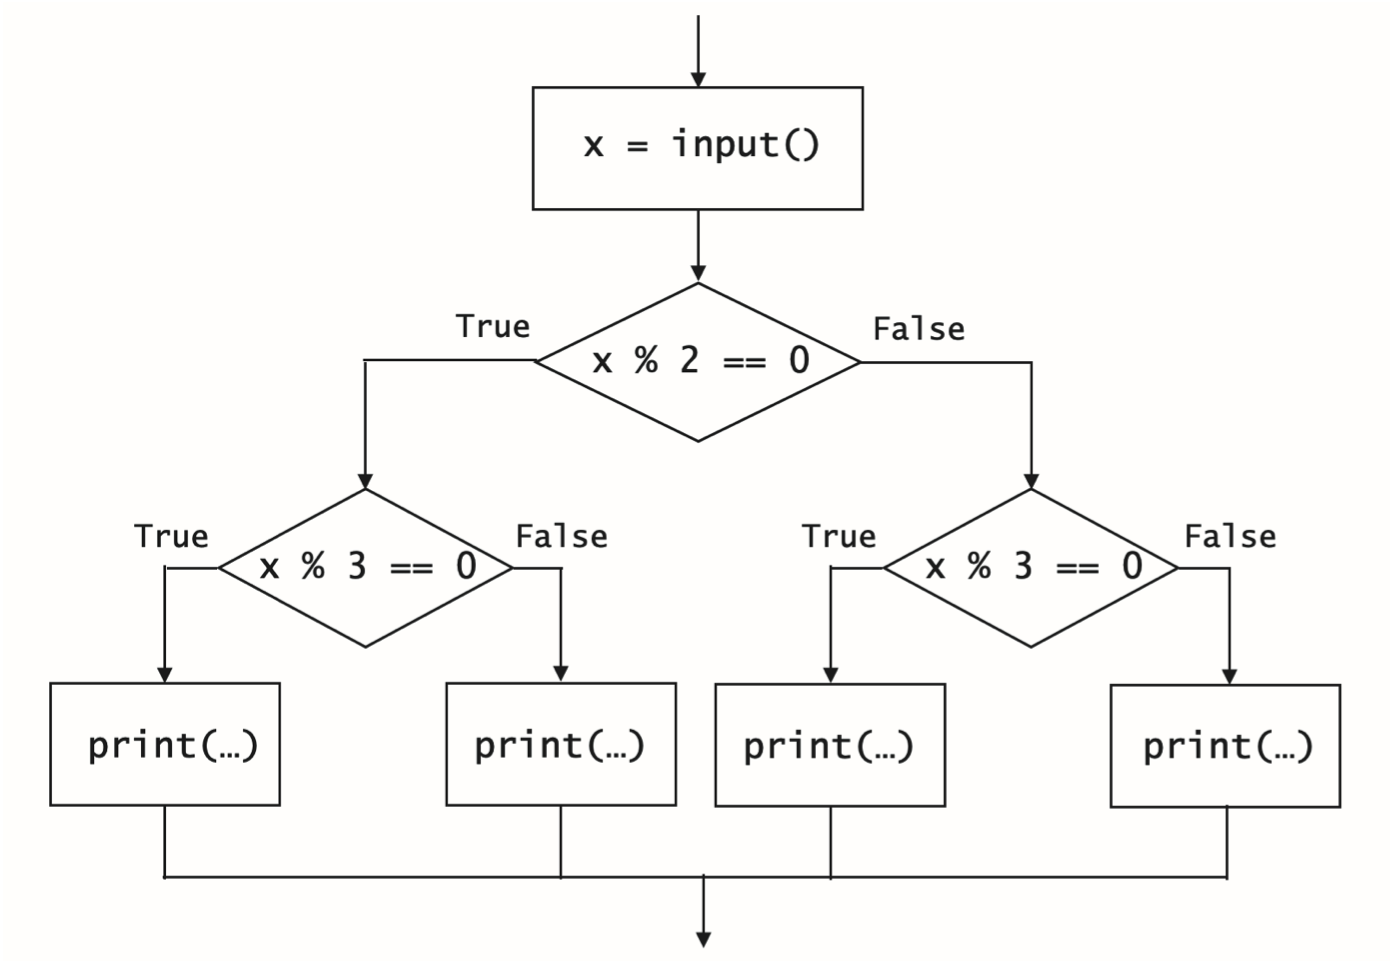 x = input()
True
False
x % 2 == 0
True
False
True
False
x % 3 == 0
x % 3 == 0
print(…)
print(…)
print(…)
print(…)